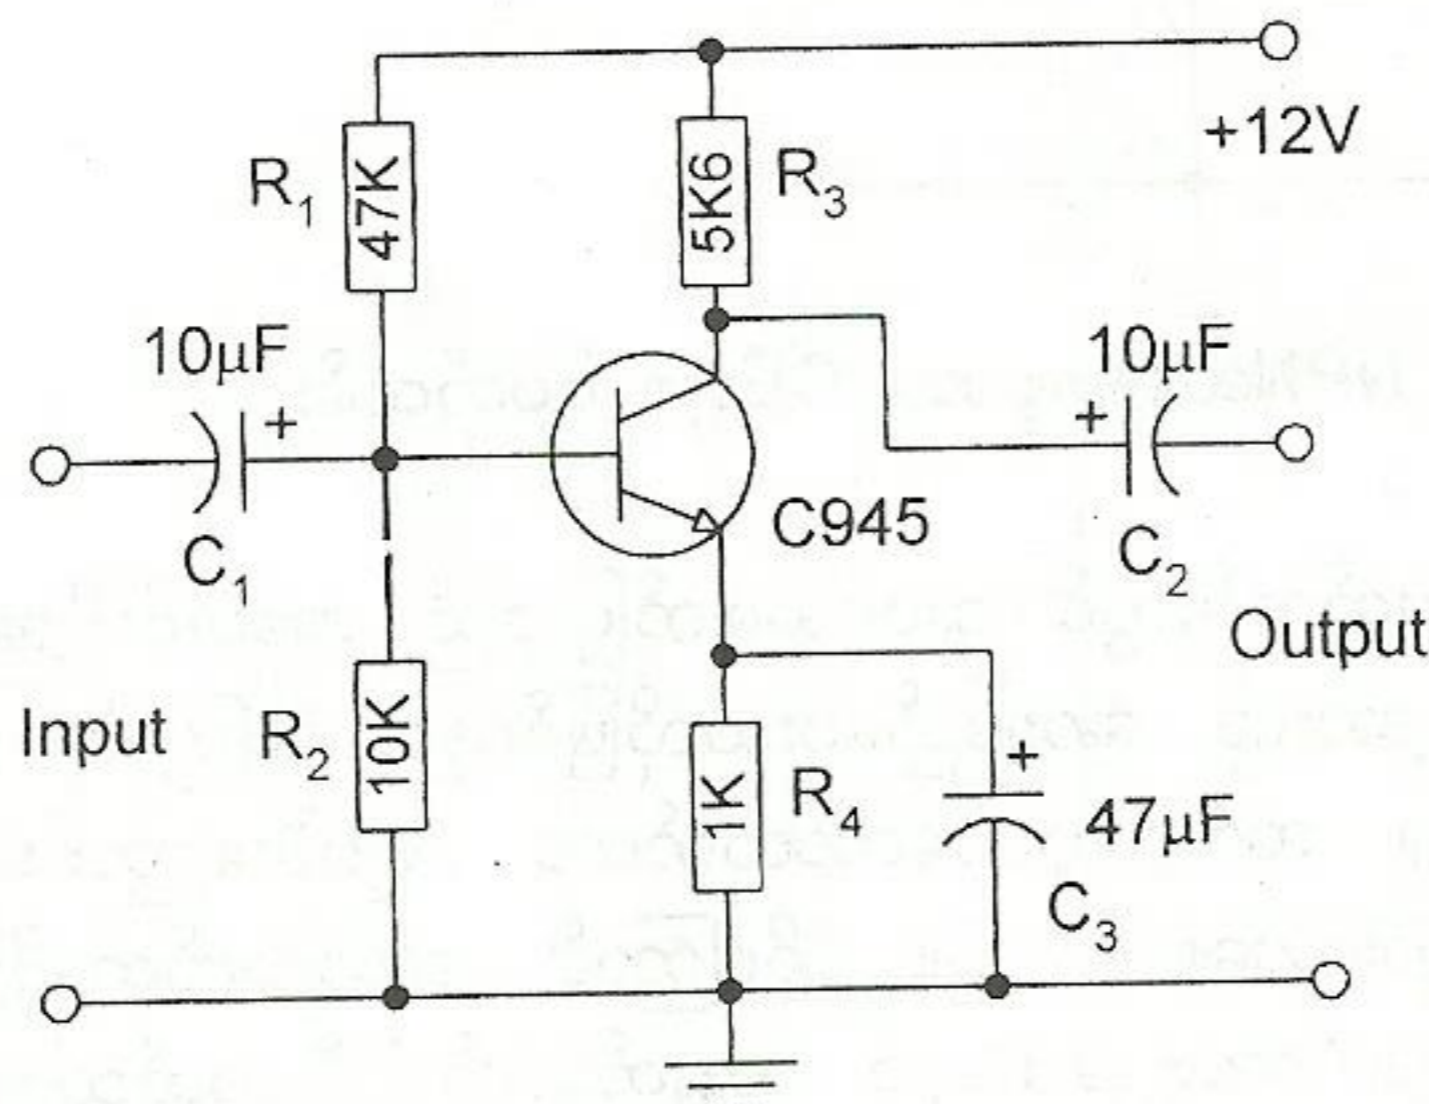 +12V
R1
47K
5K6
R3
10µF
+
C1
10µF
+
C2
C945
Output
Input
R2
10K
1K
R4
+
47µF
C3